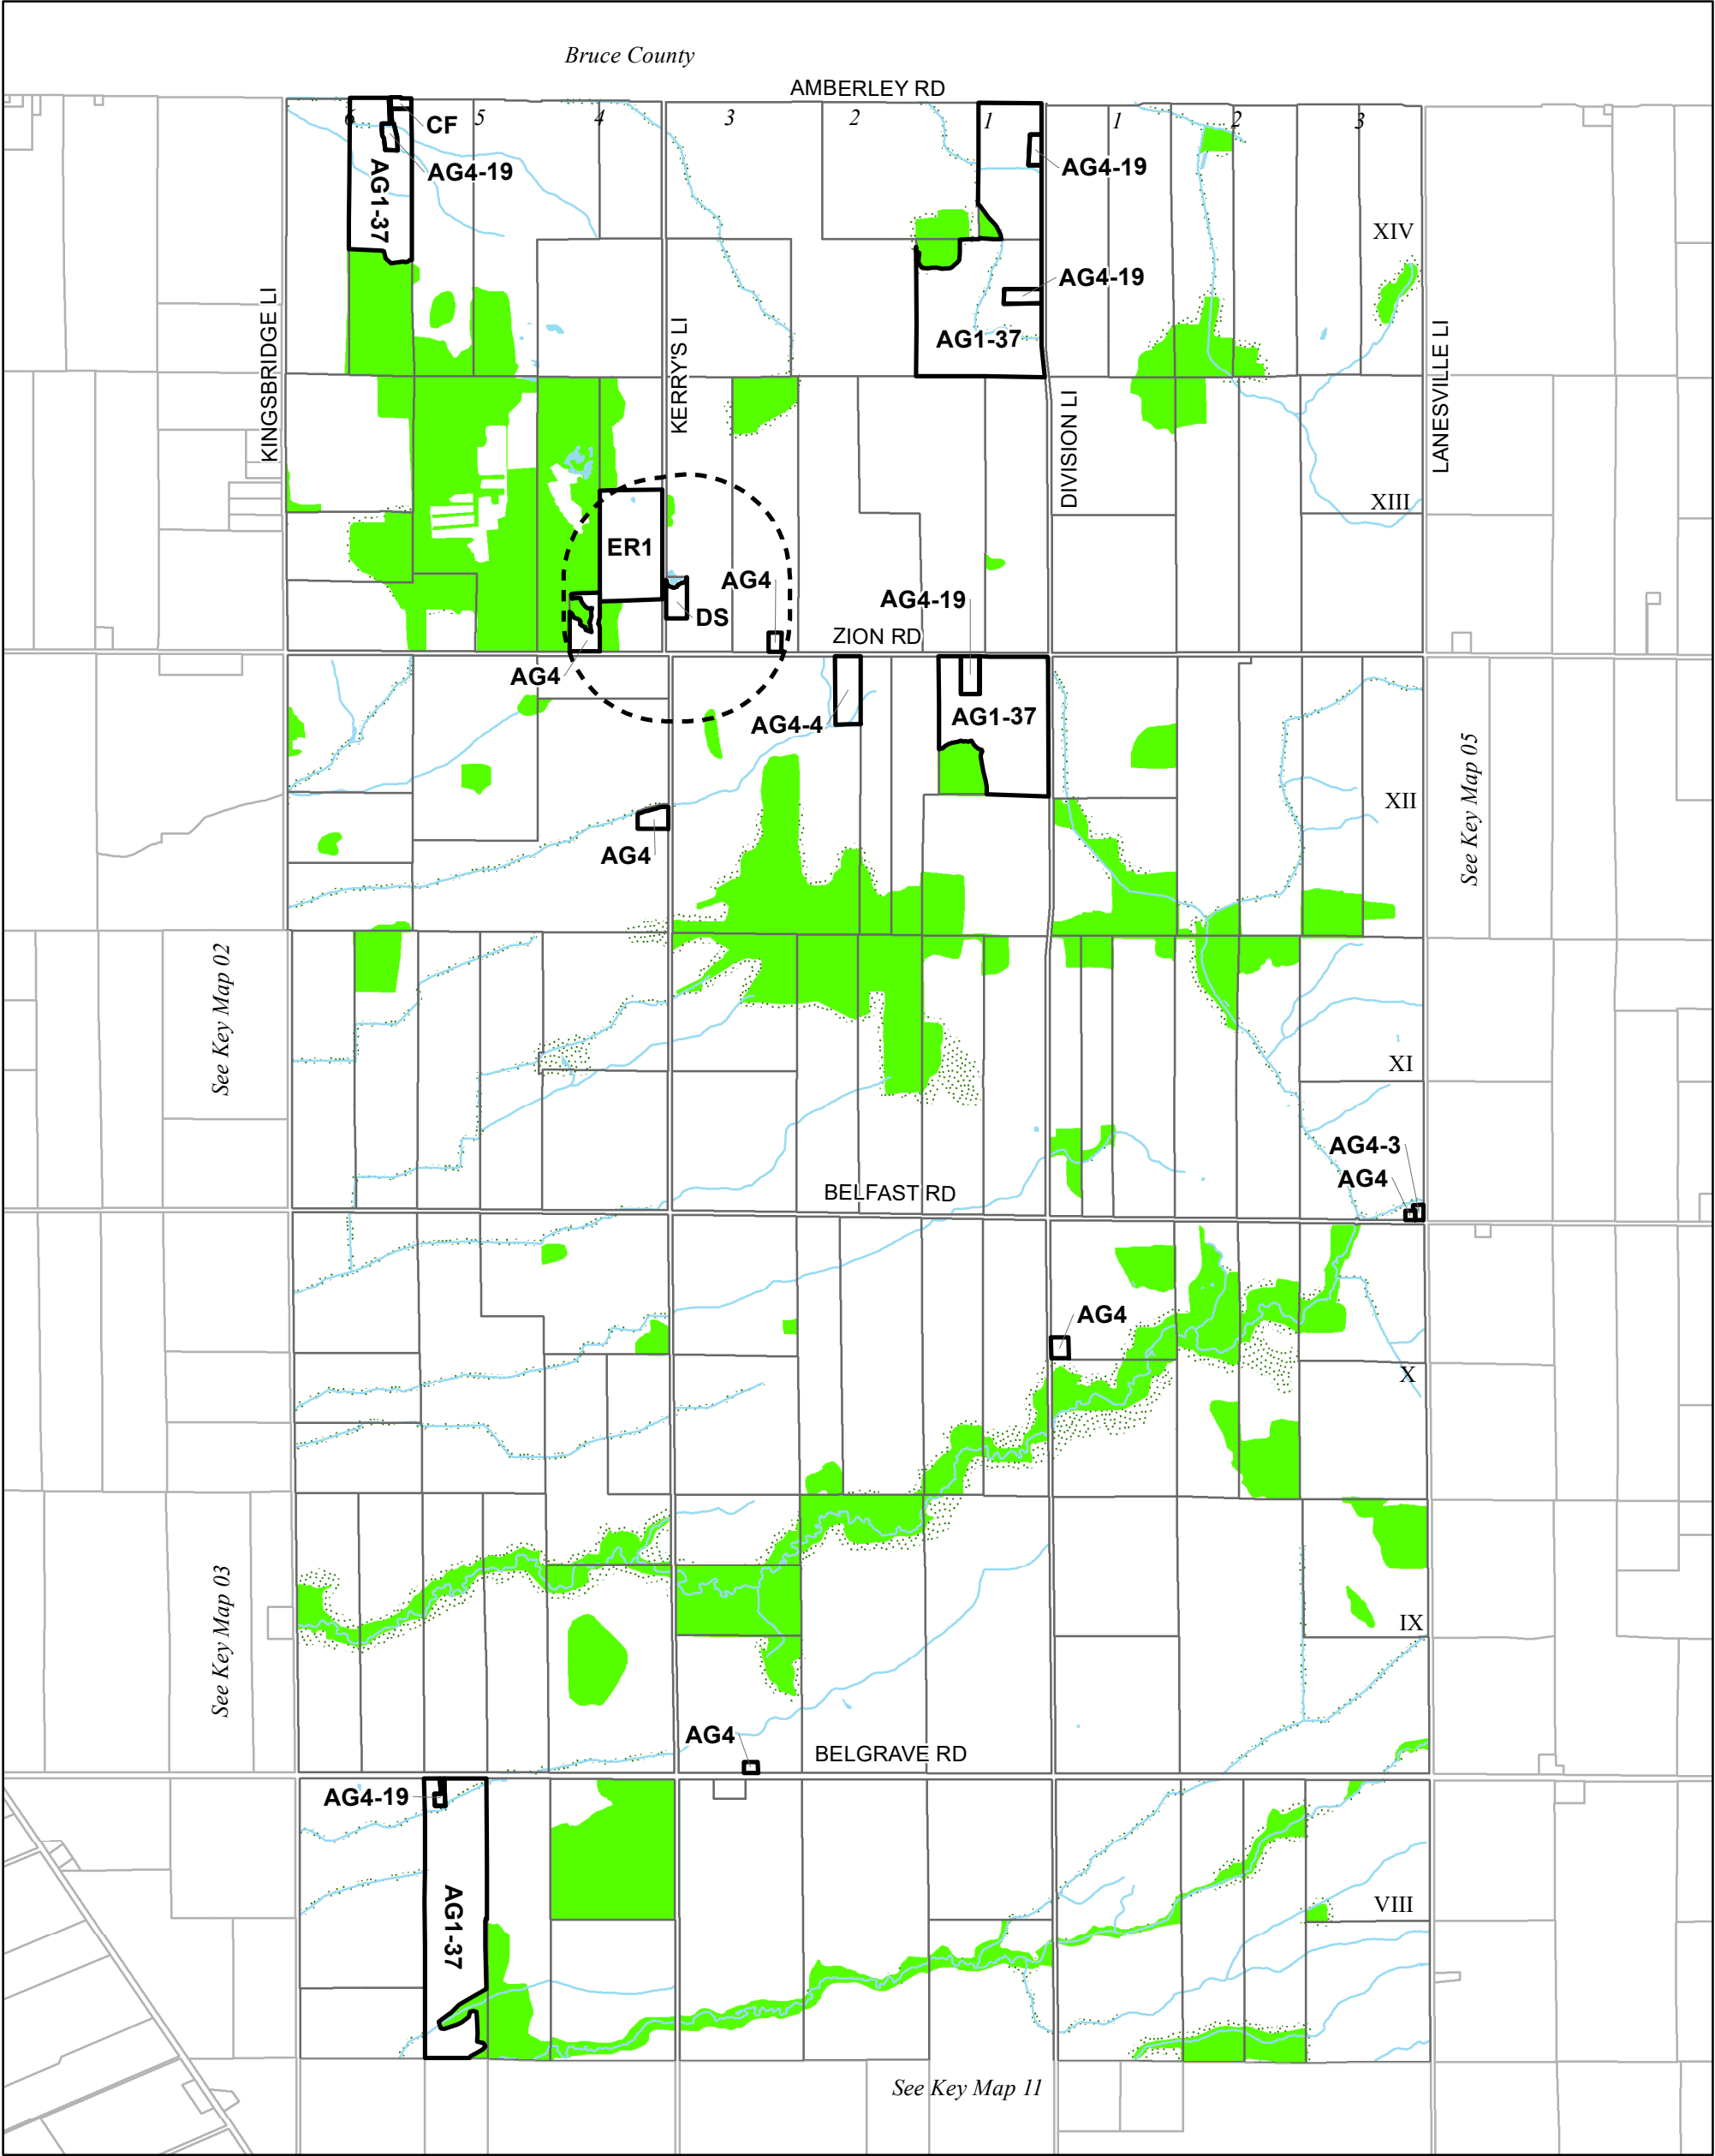 Bruce County
AMBERLEY RD
6
5
4
3
2
1
1
2
3
CF
AG4-19
AG1-37
AG4-19
XIV
AG4-19
AG1-37
KINGSBRIDGE LI
KERRY'S LI
DIVISION LI
LANESVILLE LI
XIII
ER1
AG4
DS
AG4-19
ZION RD
AG4
AG4-4
AG1-37
XII
See Key Map 05
AG4
See Key Map 02
XI
AG4-3
AG4
BELFAST RD
AG4
X
See Key Map 03
IX
AG4
BELGRAVE RD
AG4-19
AG1-37
VIII
See Key Map 11